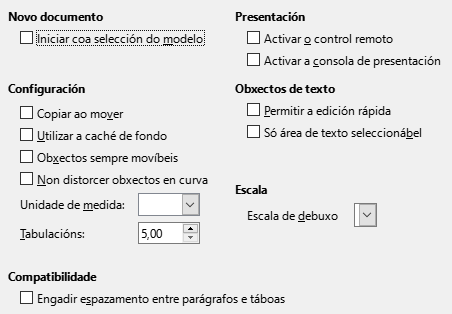 Novo documento
Iniciar coa selección do modelo
Presentación
Activar o control remoto
Activar a consola de presentación
Configuración
Copiar ao mover
Utilizar a caché de fondo
Obxectos sempre movíbeis
Non distorcer obxectos en curva
Unidade de medida:
Tabulacións: 5,00
Obxectos de texto
Permitir a edición rápida
Só área de texto seleccionábel
Escala
Escala de debuxo
Compatibilidade
Engadir espazamento entre parágrafos e táboas